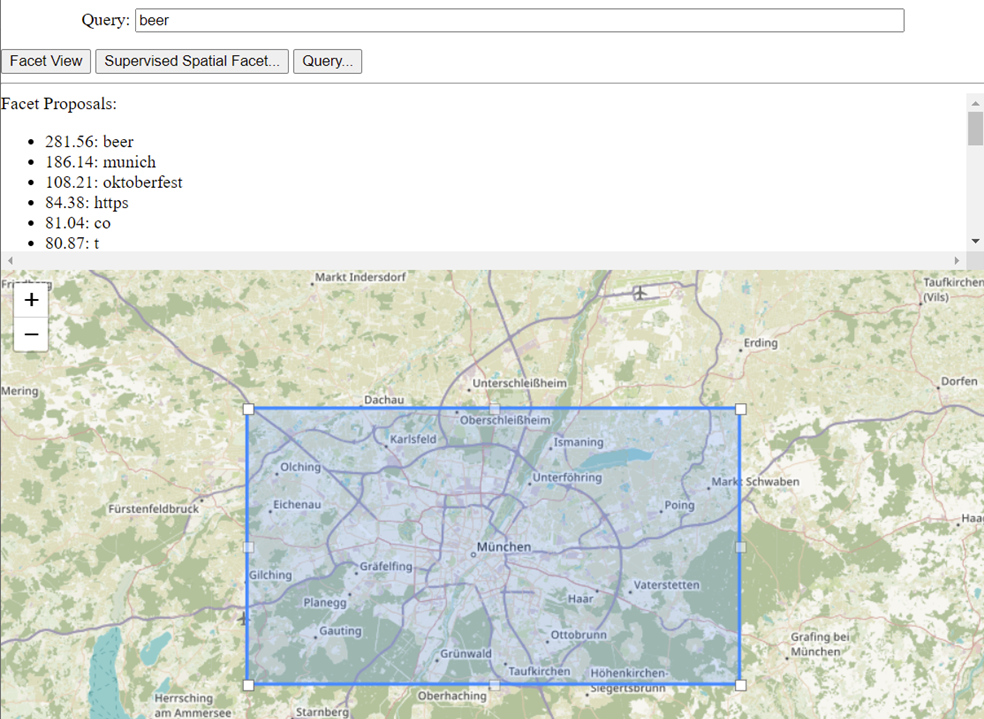 Query: beer
Facet View Supervised Spatial Facet... Query...
Facet Proposals:
281.56: beer
186.14: munich
108.21: oktoberfest
84.38: https
81.04: co
80.87: t
Markt Indersdorf
Taufkirchen
(Vils)
+
−
Erding
Mering
Unterschleißheim
Dorfen
Dachau
Oberschleißheim
Karlsfeld
Ismaning
Olching
Unterföhring
Markt Schwaben
Eichenau
Poing
Fürstenfeldbruck
Haa
München
Gräfelfing
Gilching
Vaterstetten
Planegg
Haar
Gauting
Ottobrunn
Grafing bei
München
Grünwald
Taufkirchen
Höhenkirchen-
Siegertsbrunn
Oberhaching
Herrsching
am Ammersee
Starnberg